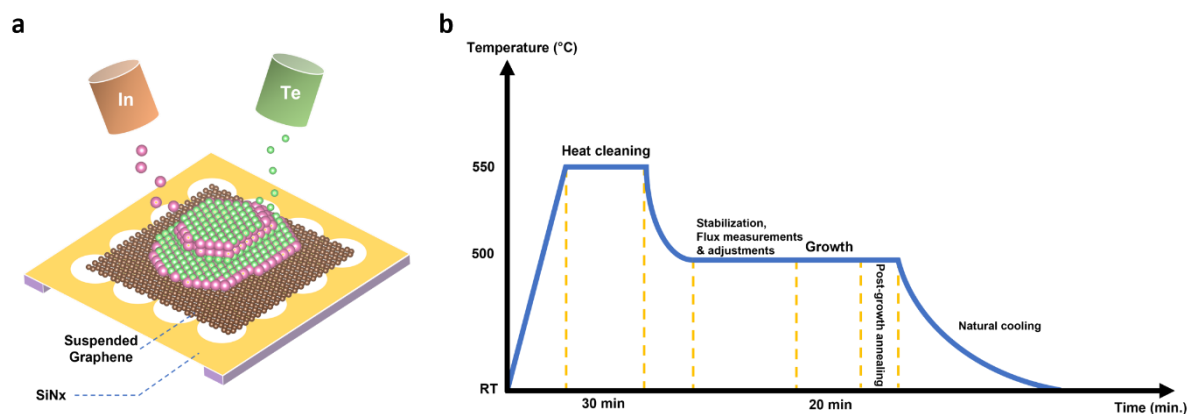 a
In
Te
Suspended
Graphene
SiNx
b
Temperature (°C)
550
500
RT
Heat cleaning
Stabilization,
Flux measurements
& adjustments
Growth
Post-growth annealing
Natural cooling
30 min
20 min
Time (min.)